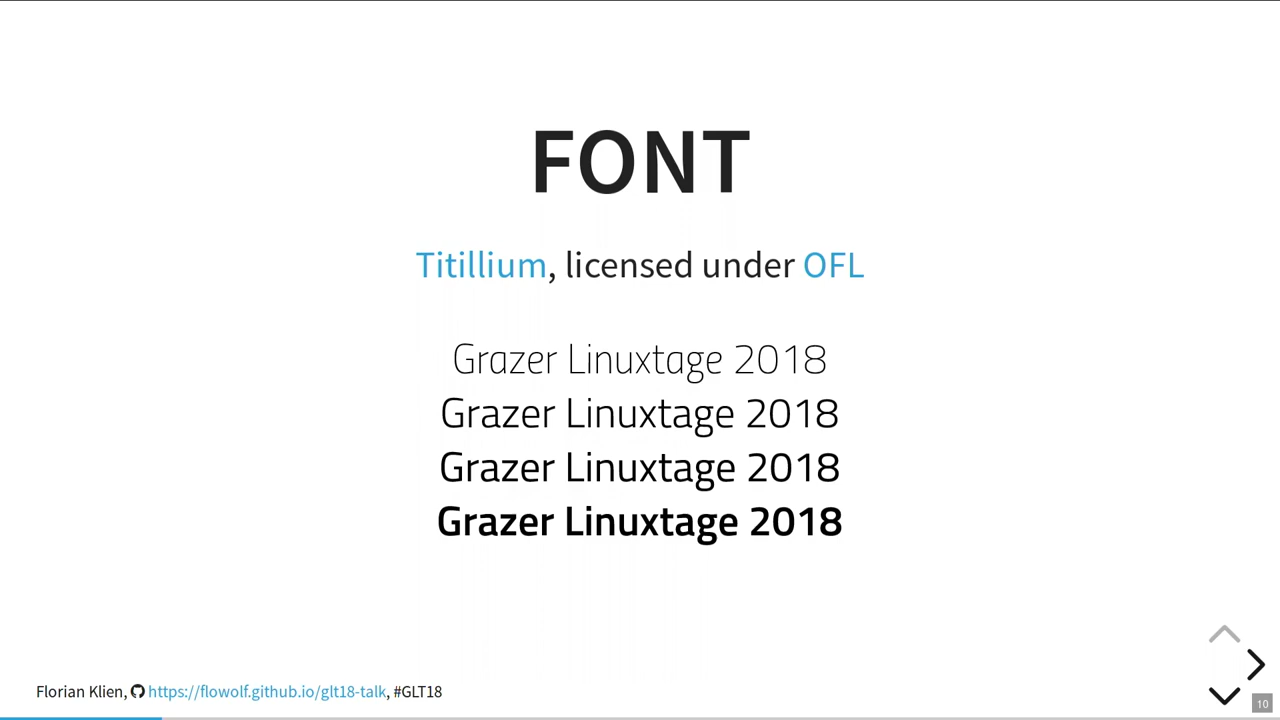 FONT
Titillium, licensed under OFL
Grazer Linuxtage 2018
Grazer Linuxtage 2018
Grazer Linuxtage 2018
Grazer Linuxtage 2018
Florian Klien, https://flowolf.github.io/glt18-talk, #GLT18
10